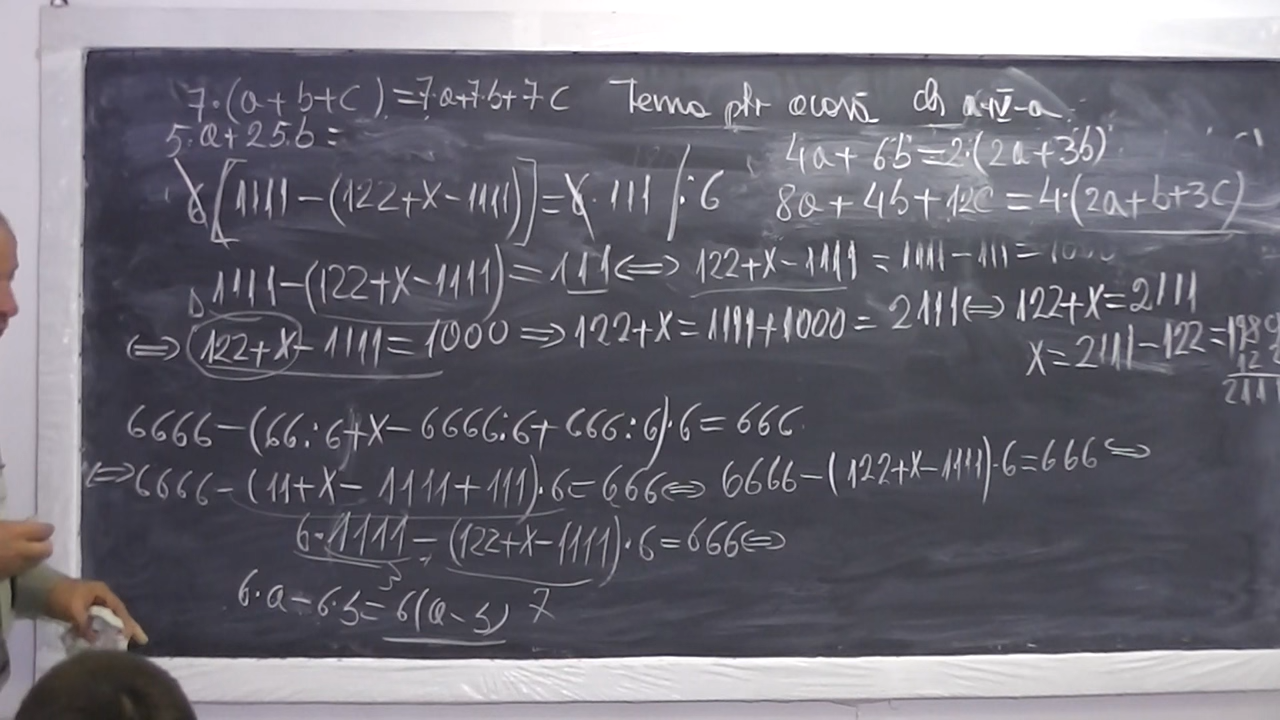 7·(a+b+c)=7·a+7·b+7c Tema ptr acasă a IV-a
5·a+25·b= 4a+6b=2·(2a+3b)
6[1111-(122+x-1111)]=6·111 /:6 8a+4b+12c=4·(2a+b+3c)
1111-(122+x-1111)=111⇔122+x-1111=1111-111=1000
⇔(122+x-1111=1000⇒122+x=1111+1000=2111⇔122+x=2111
x=2111-122=198
6666-(66:6+x-6666:6+666:6)·6=666
⇔6666-(11+x-1111+111)·6=666⇔6666-(122+x-1111)·6=666⇔
6·1111-(122+x-1111)·6=666⇔
6·a-6·b=6(a-b) 7